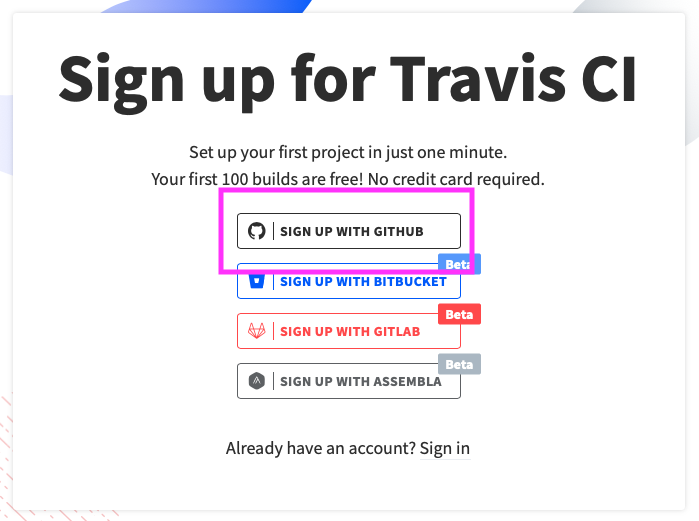 Sign up for Travis CI
Set up your first project in just one minute.
Your first 100 builds are free! No credit card required.
SIGN UP WITH GITHUB
Beta
SIGN UP WITH BITBUCKET
Beta
SIGN UP WITH GITLAB
Beta
SIGN UP WITH ASSEMBLA
Already have an account? Sign in